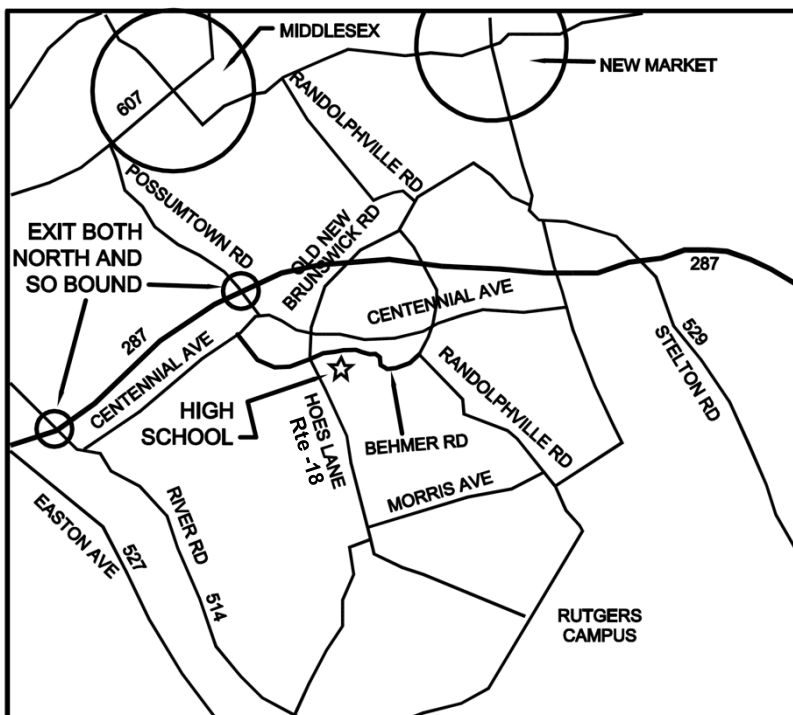 MIDDLESEX
NEW MARKET
607
RANDOLPHVILLE RD
POSSUMTOWN RD
OLD NEW
BRUNSWICK RD
EXIT BOTH
NORTH AND
SO BOUND
287
287
CENTENNIAL AVE
CENTENNIAL AVE
529
STELTON RD
HIGH
SCHOOL
HOES LANE
Rte -18
BEHMER RD
RANDOLPHVILLE RD
MORRIS AVE
RIVER RD
514
EASTON AVE
527
RUTGERS
CAMPUS